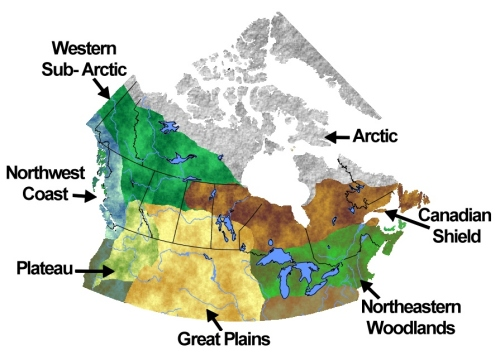 Western
Sub- Arctic
Arctic
Northwest
Coast
Canadian
Shield
Plateau
Northeastern
Woodlands
Great Plains